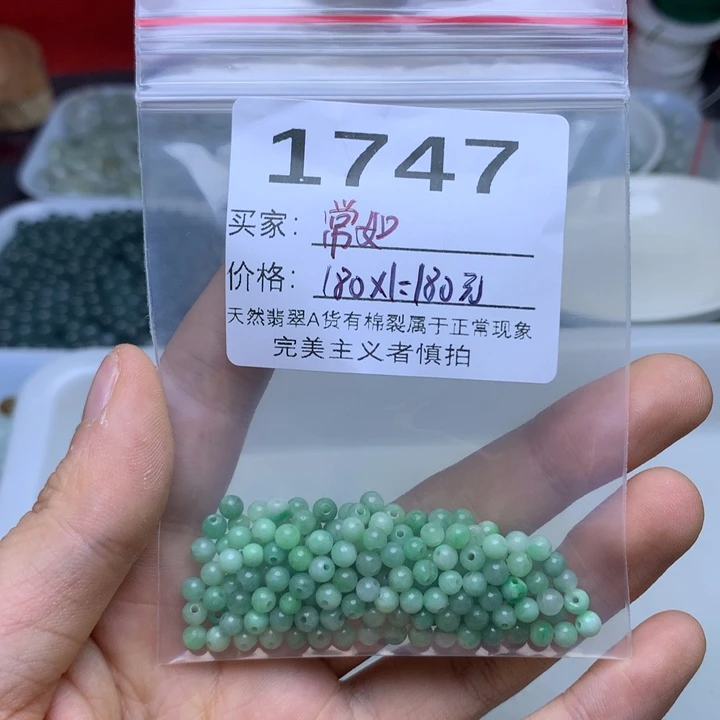 1747
买家：常如
价格：180X1=180元
天然翡翠A货有棉裂属于正常现象
完美主义者慎拍